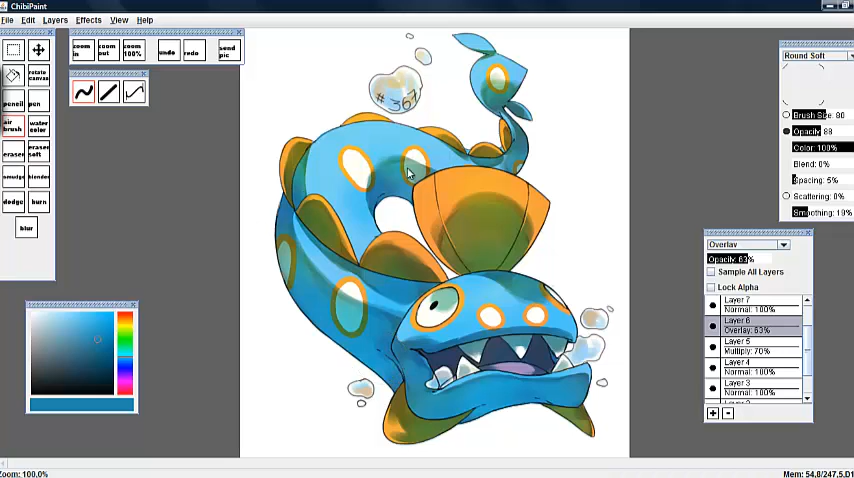 ChibiPaint
File Edit Layers Effects View Help
zoom in
zoom out
zoom 100%
undo
redo
send pic
rotate canvas
pencil
pen
air brush
water color
eraser
eraser soft
smudge
blender
dodge
burn
blur
# 367
Round Soft
Brush Size: 80
Opacity: 88
Color: 100%
Blend: 0%
Spacing: 5%
Scattering: 0%
Smoothing: 19%
Overlay
Opacity: 63%
Sample All Layers
Lock Alpha
Layer 7
Normal: 100%
Layer 6
Overlay: 63%
Layer 5
Multiply: 70%
Layer 4
Normal: 100%
Layer 3
Normal: 100%
Zoom: 100.0%
Mem: 54,8/247,5,D1